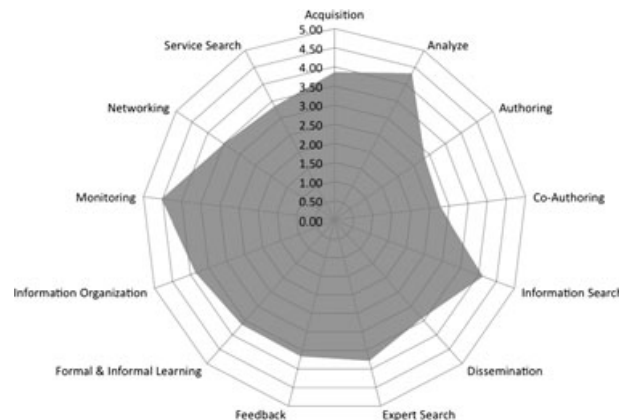 Acquisition
5.00
Service Search
4.50
Analyze
4.00
3.50
Networking
3.00
Authoring
2.50
2.00
1.50
Monitoring
1.00
Co-Authoring
0.50
0.00
Information Organization
Information Search
Formal & Informal Learning
Dissemination
Feedback
Expert Search